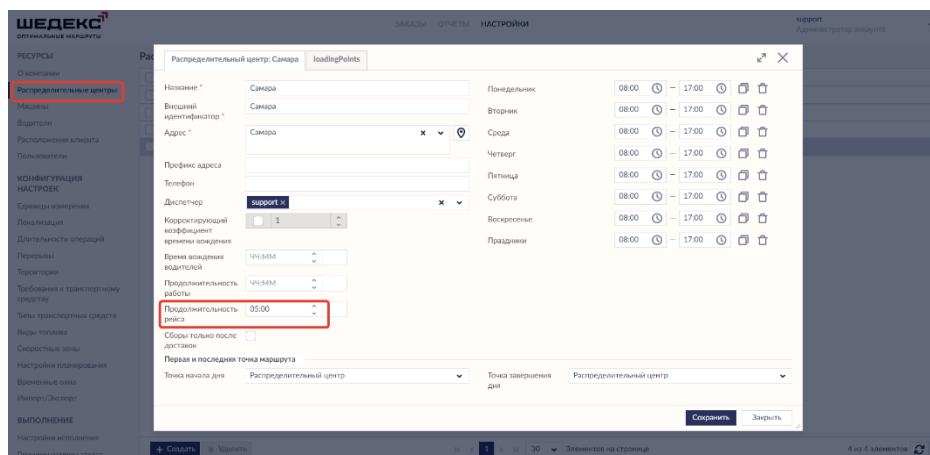 ШЕДЕКС
ОПТИМАЛЬНЫЕ МАРШРУТЫ
ЗАКАЗЫ ОТЧЕТЫ НАСТРОЙКИ
support
Администратор аккаунта
РЕСУРСЫ
О компании
Распределительные центры
Машины
Водители
Расположения клиента
Пользователи
КОНФИГУРАЦИЯ
НАСТРОЕК
Единицы измерения
Локализация
Длительности операций
Перерывы
Территории
Требования к транспортному
средству
Типы транспортных средств
Виды топлива
Скоростные зоны
Настройки планирования
Временные окна
Импорт/Экспорт
ВЫПОЛНЕНИЕ
Настройки исполнения
Рас
Распределительный центр: Самара loadingPoints
Название * Самара
Внешний
идентификатор * Самара
Адрес * Самара
Префикс адреса
Телефон
Диспетчер support ×
Корректирующий
коэффициент
времени вождения 1
Время вождения
водителей ЧЧ:ММ
Продолжительность
работы ЧЧ:ММ
Продолжительность
рейса 05:00
Сборы только после
доставок
Понедельник 08:00 – 17:00
Вторник 08:00 – 17:00
Среда 08:00 – 17:00
Четверг 08:00 – 17:00
Пятница 08:00 – 17:00
Суббота 08:00 – 17:00
Воскресенье 08:00 – 17:00
Праздники 08:00 – 17:00
Первая и последняя точка маршрута
Точка начала дня Распределительный центр
Точка завершения
дня Распределительный центр
Сохранить Закрыть
+ Создать × Удалить
1 30 Элементов на странице
4 из 4 элементов